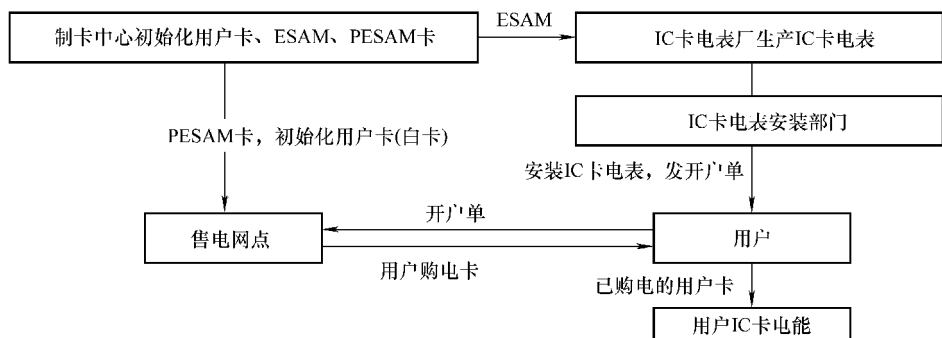 ESAM
制卡中心初始化用户卡、ESAM、PESAM卡
IC卡电表厂生产IC卡电表
IC卡电表安装部门
PESAM卡，初始化用户卡(白卡)
安装IC卡电表，发开户单
开户单
售电网点
用户
用户购电卡
已购电的用户卡
用户IC卡电能